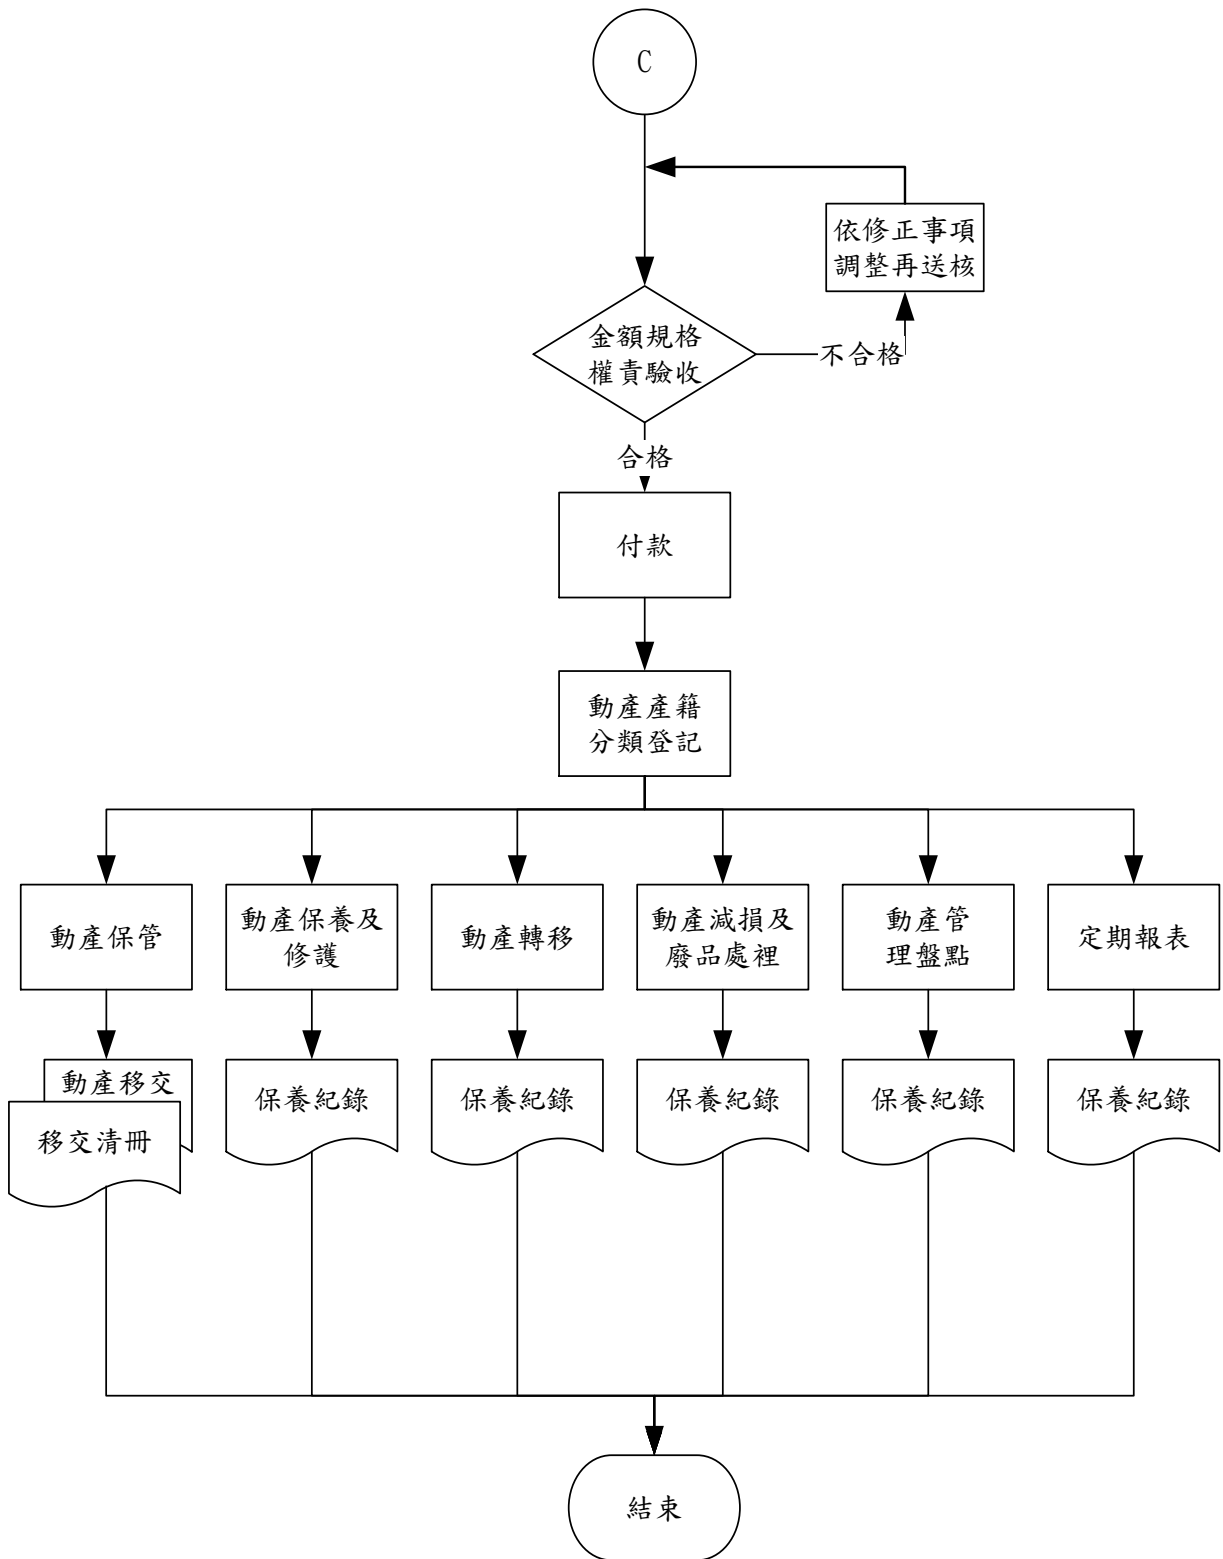 C
依修正事項
調整再送核
金額規格
權責驗收
不合格
合格
付款
動產產籍
分類登記
動產保管
動產保養及
修護
動產轉移
動產減損及
廢品處裡
動產管
理盤點
定期報表
動產移交
移交清冊
保養紀錄
保養紀錄
保養紀錄
保養紀錄
保養紀錄
結束